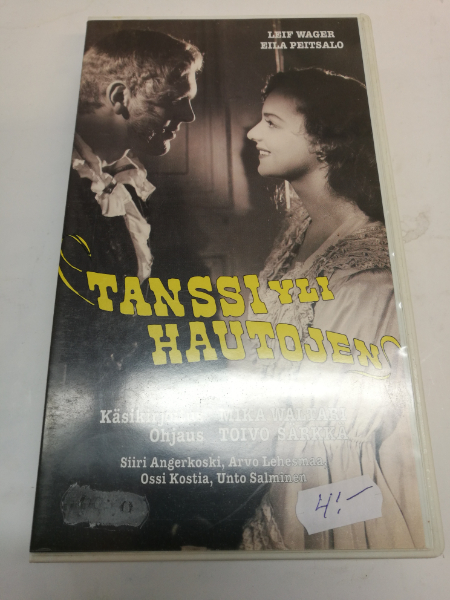 LEIF WAGER
EILA PEITSALO
TANSSI YLI
HAUTOJEN
Käsikirjoitus MIKA WALTARI
Ohjaus TOIVO SÄRKKÄ
Siiri Angerkoski, Arvo Lehesmaa,
Ossi Kostia, Unto Salminen
4:-